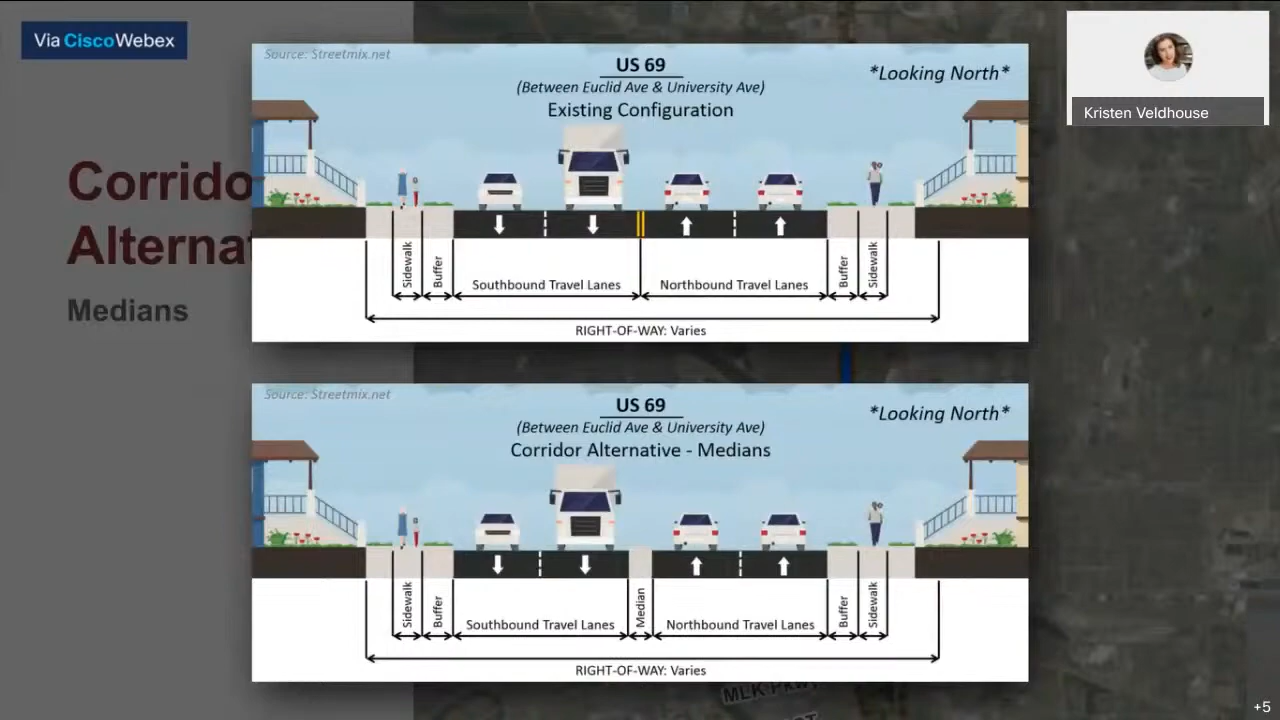 Via CiscoWebex
Corrido
Alternat
Medians
Source: Streetmix.net
US 69
(Between Euclid Ave & University Ave)
Existing Configuration
*Looking North*
Sidewalk
Buffer
Southbound Travel Lanes
Northbound Travel Lanes
Buffer
Sidewalk
RIGHT-OF-WAY: Varies
Source: Streetmix.net
US 69
(Between Euclid Ave & University Ave)
Corridor Alternative - Medians
*Looking North*
Sidewalk
Buffer
Southbound Travel Lanes
Median
Northbound Travel Lanes
Buffer
Sidewalk
RIGHT-OF-WAY: Varies
Kristen Veldhouse
MLK
+5